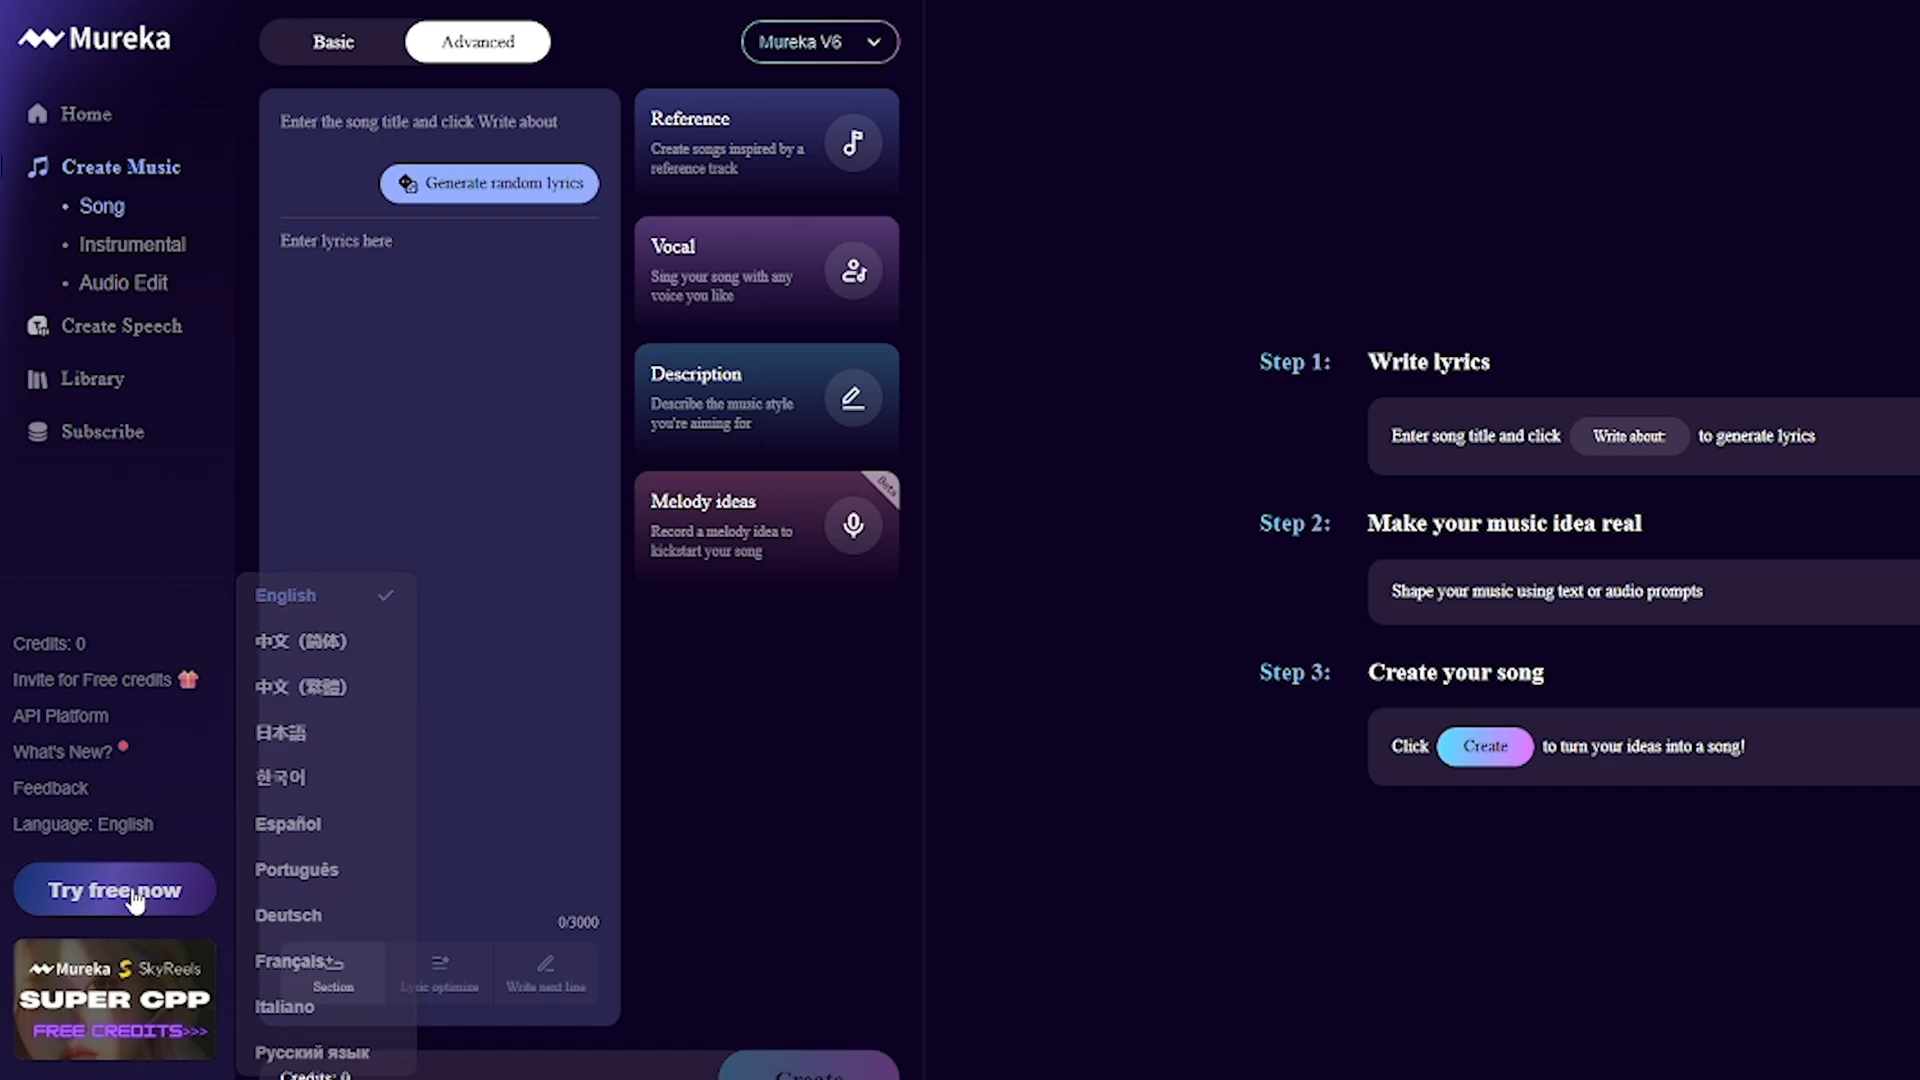 Mureka
Home
Create Music
Song
Instrumental
Audio Edit
Create Speech
Library
Subscribe
Credits: 0
Invite for Free credits
API Platform
What's New?
Feedback
Language: English
Try free now
Mureka SkyReels
SUPER CPP
FREE CREDITS>>>
Basic
Advanced
Mureka V6
Enter the song title and click Write about
Generate random lyrics
Enter lyrics here
English
中文（简体）
中文（繁體）
日本語
한국어
Español
Português
Deutsch
Français
Italiano
Русский язык
0/3000
Section
Lyric optimize
Write next line
Credits: 0
Create
Reference
Create songs inspired by a
reference track
Vocal
Sing your song with any
voice you like
Description
Describe the music style
you're aiming for
Beta
Melody ideas
Record a melody idea to
kickstart your song
Step 1: Write lyrics
Enter song title and click Write about: to generate lyrics
Step 2: Make your music idea real
Shape your music using text or audio prompts
Step 3: Create your song
Click Create to turn your ideas into a song!